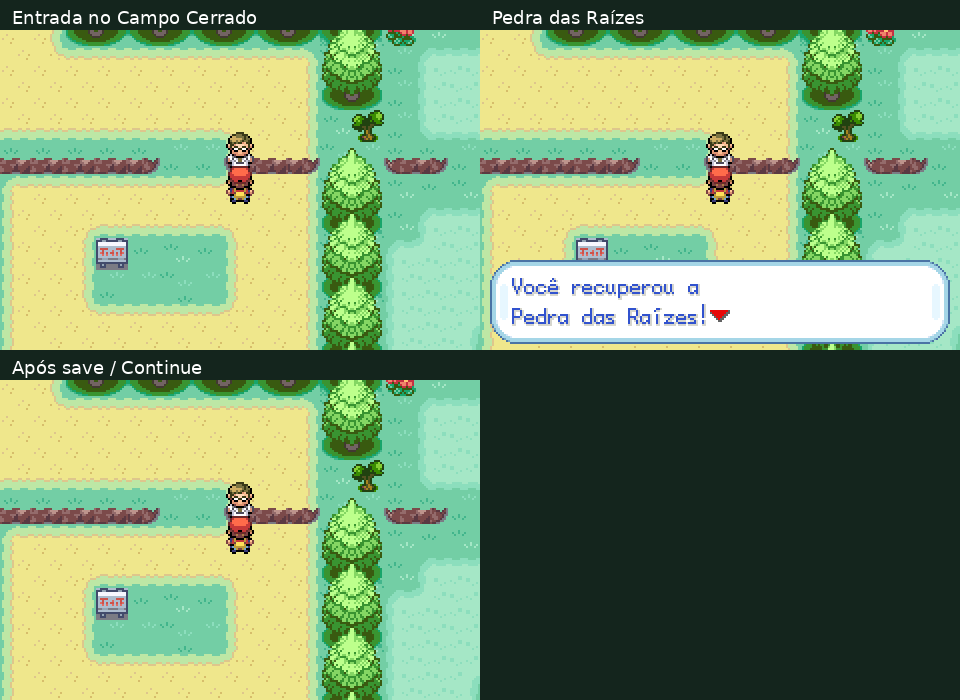 Entrada no Campo Cerrado
Pedra das Raízes
Você recuperou a
Pedra das Raízes!
Após save / Continue